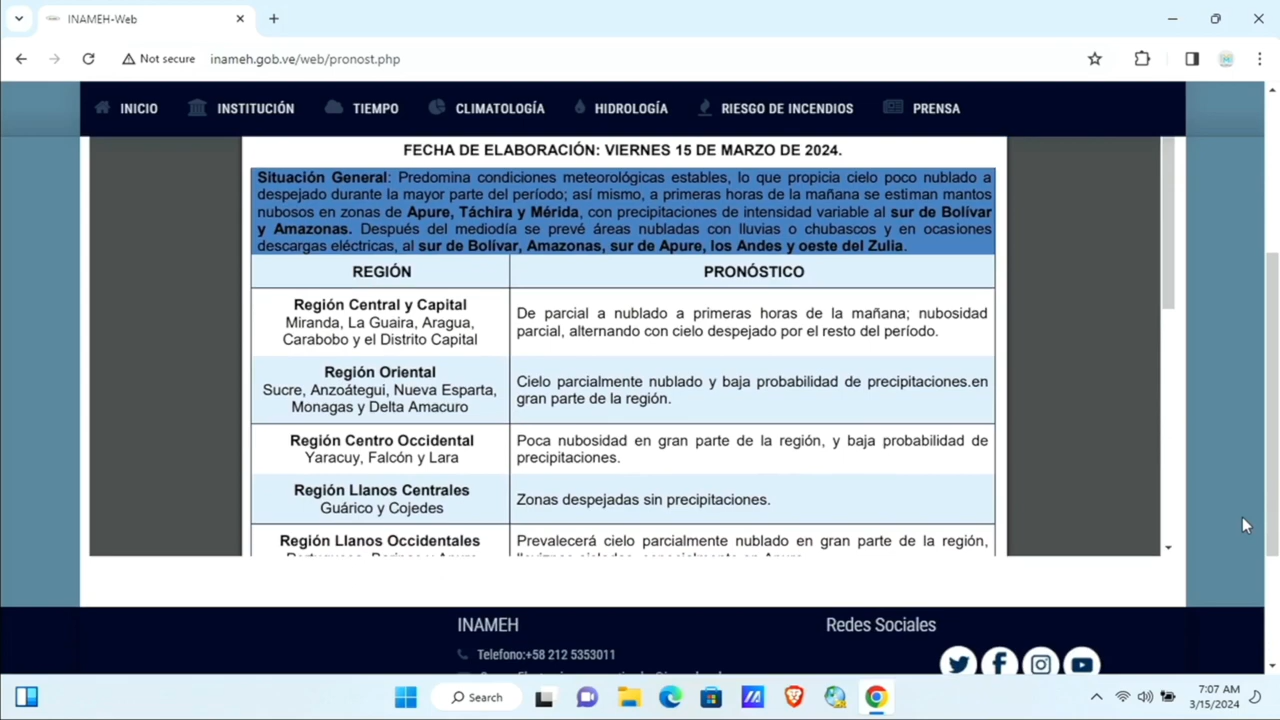 INAMEH-Web
Not secure
inameh.gob.ve/web/pronost.php
INICIO
INSTITUCIÓN
TIEMPO
CLIMATOLOGÍA
HIDROLOGÍA
RIESGO DE INCENDIOS
PRENSA
FECHA DE ELABORACIÓN: VIERNES 15 DE MARZO DE 2024.
Situación General: Predomina condiciones meteorológicas estables, lo que propicia cielo poco nublado a
despejado durante la mayor parte del período; así mismo, a primeras horas de la mañana se estiman mantos
nubosos en zonas de Apure, Táchira y Mérida, con precipitaciones de intensidad variable al sur de Bolívar
y Amazonas. Después del mediodía se prevé áreas nubladas con lluvias o chubascos y en ocasiones
descargas eléctricas, al sur de Bolívar, Amazonas, sur de Apure, los Andes y oeste del Zulia.
REGIÓN
PRONÓSTICO
Región Central y Capital
Miranda, La Guaira, Aragua,
Carabobo y el Distrito Capital
De parcial a nublado a primeras horas de la mañana; nubosidad
parcial, alternando con cielo despejado por el resto del período.
Región Oriental
Sucre, Anzoátegui, Nueva Esparta,
Monagas y Delta Amacuro
Cielo parcialmente nublado y baja probabilidad de precipitaciones.en
gran parte de la región.
Región Centro Occidental
Yaracuy, Falcón y Lara
Poca nubosidad en gran parte de la región, y baja probabilidad de
precipitaciones.
Región Llanos Centrales
Guárico y Cojedes
Zonas despejadas sin precipitaciones.
Región Llanos Occidentales
Prevalecerá cielo parcialmente nublado en gran parte de la región,
INAMEH
Redes Sociales
Telefono:+58 212 5353011
Search
7:07 AM
3/15/2024